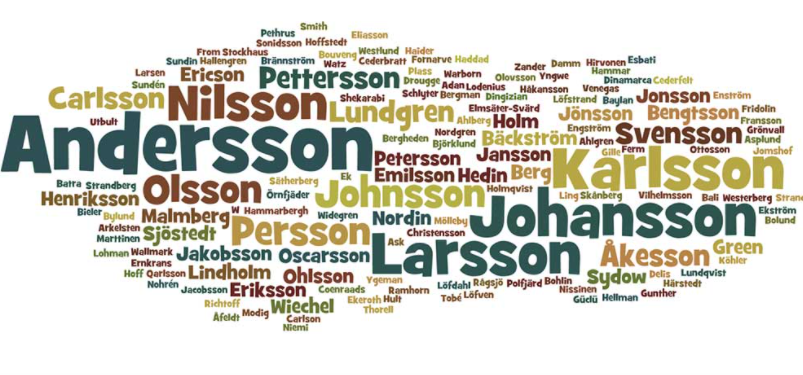 Smith
Pethrus
Eliasson
Sonidsson Hoffstedt
From Stockhaus Bouveng Westlund Haider
Sundin Hallengren Brännström Watz Cederbratt Fornarve Haddad
Zander Damm Hirvonen Esbati
Larsen Ericson Pettersson Plass Warborn Olovsson Yngwe Hammar
Sundén Drougge Adan Lodenius Håkansson Venegas Dinamarca Cederfelt
Carlsson Nilsson Shekarabi Schlyter Bergman Dingizian Löfstrand Baylan Jonsson Enström
Lundgren Elmsäter-Svärd Jönsson Bengtsson Fridolin
Utbult Ahlberg Holm Fransson
Andersson Nordgren Engström Svensson Grönvall
Bergheden Björklund Bäckström Ahlgren Asplund
Petersson Jansson Gille Ferm Ottosson Jomshof
Batra Strandberg Olsson Sätherberg Ek Emilsson Hedin Berg Karlsson
Henriksson Örnfjäder Johnsson Holmqvist Ling Skånberg Vilhelmsson Bali Westerberg
Bieler Bylund Malmberg W Hammarbergh Widegren Nordin Mölleby Johansson Ekström
Arkelsten Bolund
Marttinen Sjöstedt Persson Christensson
Lohman Wallmark Jakobsson Oscarsson Ask Larsson Åkesson Green
Ernkrans Köhler
Hoff Qarlsson Lindholm Ohlsson Ygeman Löfdahl Rågsjö Polfjärd Bohlin Sydow Delis Lundqvist
Nohrén Jacobsson Eriksson Coenraads Ramhorn Nissinen Härstedt
Richtoff Wiechel Ekeroth Hult Tobé Löfven Güclü Hellman Gunther
Åfeldt Modig Carlson Thorell
Niemi